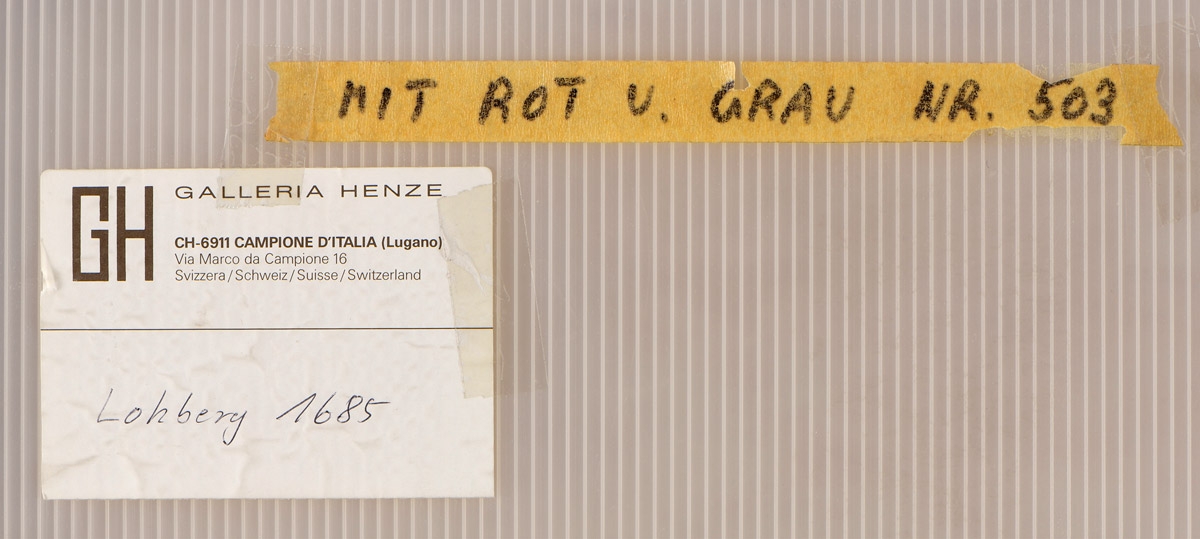 MIT ROT U. GRAU NR. 503
GH
GALLERIA HENZE
CH-6911 CAMPIONE D'ITALIA (Lugano)
Via Marco da Campione 16
Svizzera/Schweiz/Suisse/Switzerland
Lohberg 1685